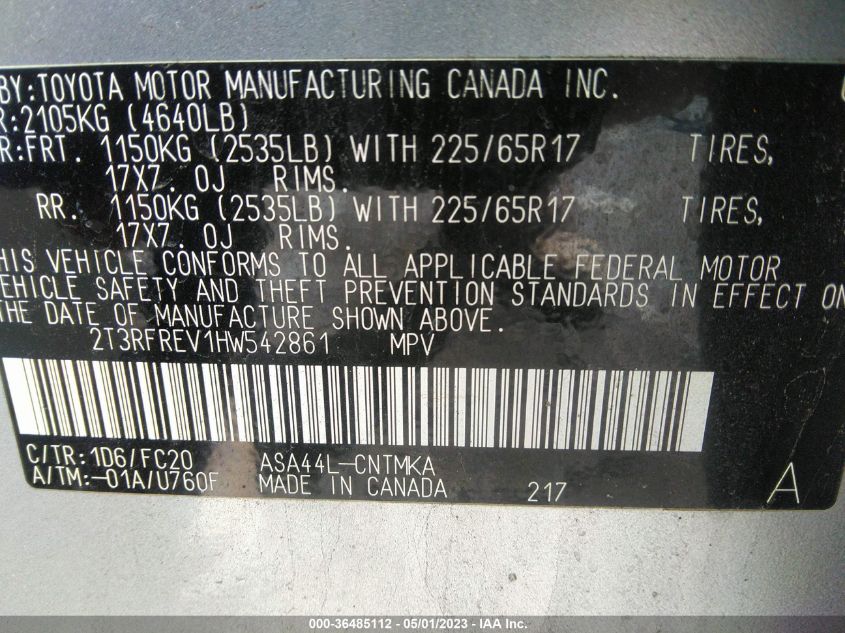 BY:TOYOTA MOTOR MANUFACTURING CANADA INC.
R:2105KG (4640LB)
R:FRT. 1150KG (2535LB) WITH 225/65R17 TIRES,
17X7.0J RIMS.
RR. 1150KG (2535LB) WITH 225/65R17 TIRES,
17X7.0J RIMS.
HIS VEHICLE CONFORMS TO ALL APPLICABLE FEDERAL MOTOR
VEHICLE SAFETY AND THEFT PREVENTION STANDARDS IN EFFECT ON
THE DATE OF MANUFACTURE SHOWN ABOVE.
2T3RFREV1HW542861 MPV
C/TR:1D6/FC20 ASA44L-CNTMKA
A/TM:-01A/U760F MADE IN CANADA 217 A
000-36485112 - 05/01/2023 - IAA Inc.